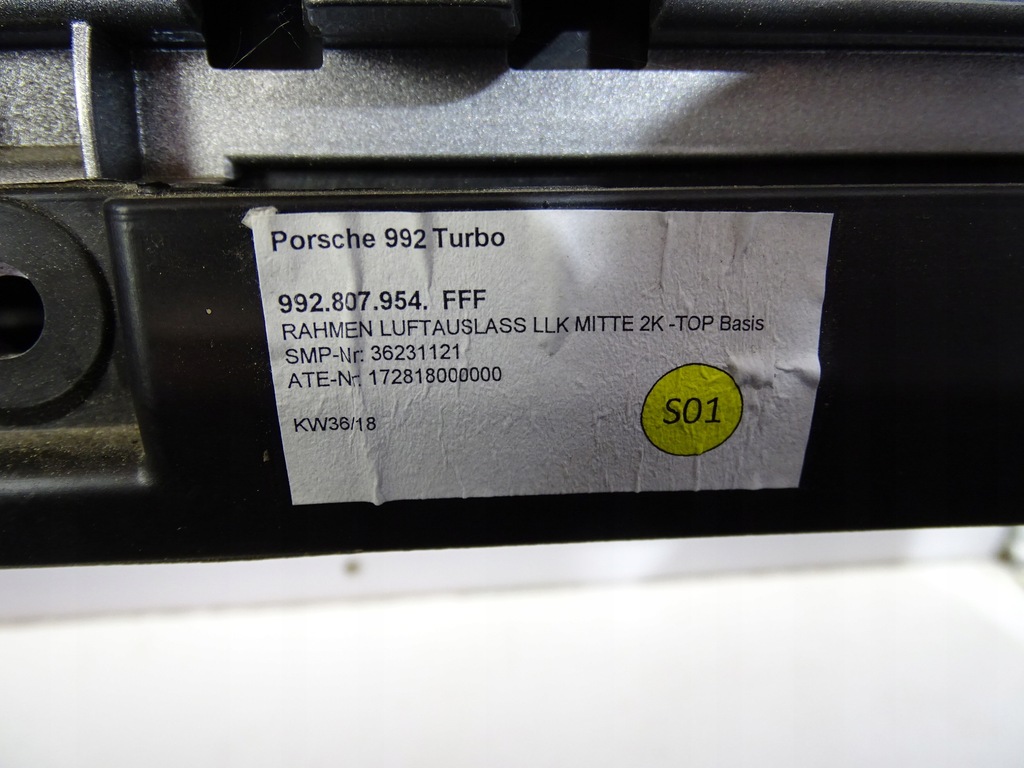 Porsche 992 Turbo
992.807.954. FFF
RAHMEN LUFTAUSLASS LLK MITTE 2K -TOP Basis
SMP-Nr: 36231121
ATE-Nr. 172818000000
KW36/18
S01